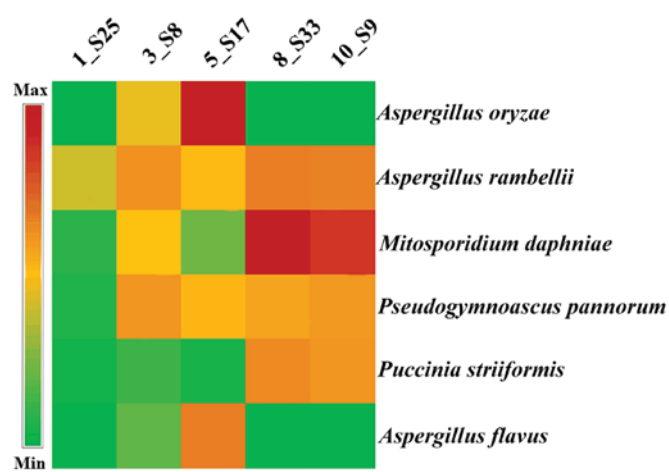 1_S25 3_S8 5_S17 8_S33 10_S9
Max
Aspergillus oryzae
Aspergillus rambellii
Mitosporidium daphniae
Pseudogymnoascus pannorum
Puccinia striiformis
Aspergillus flavus
Min